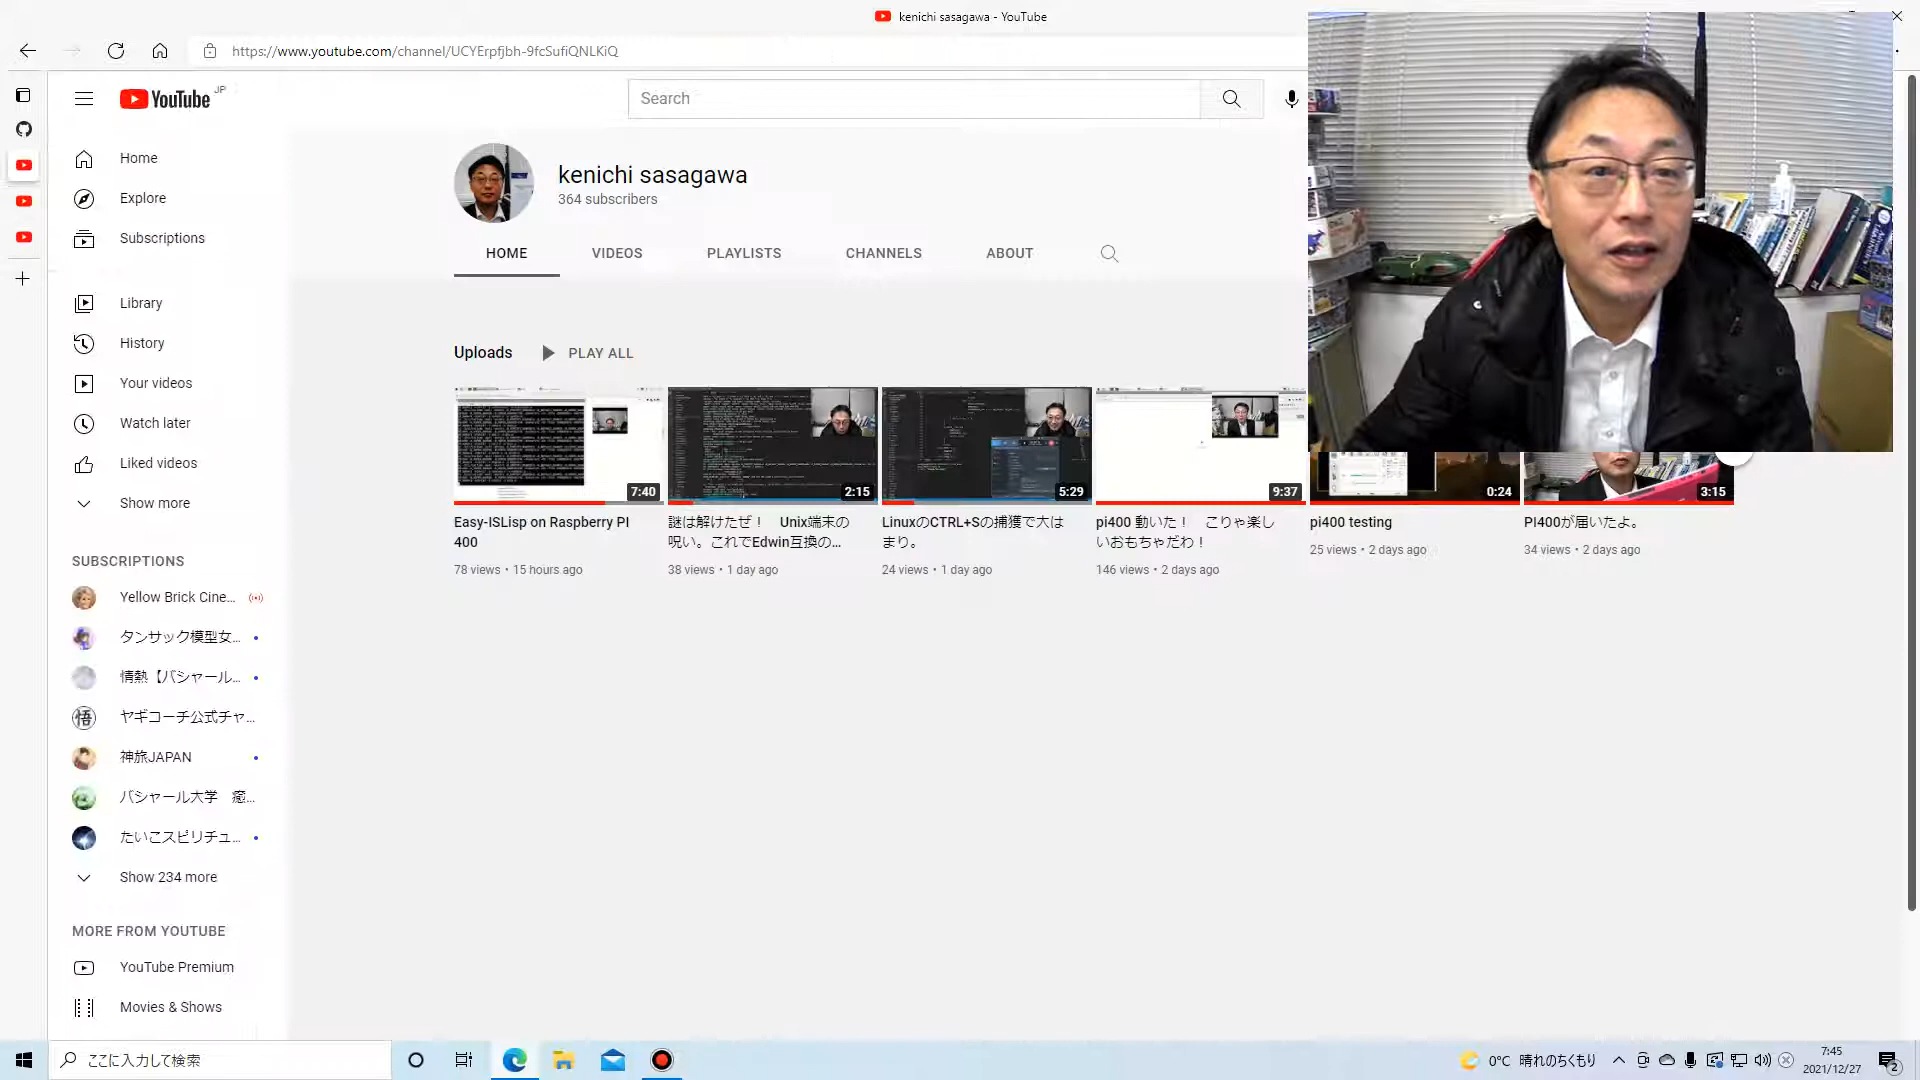 kenichi sasagawa - YouTube
https://www.youtube.com/channel/UCYErpfjbh-9fcSufiQNLKiQ
YouTube JP
Search
Home
Explore
Subscriptions
Library
History
Your videos
Watch later
Liked videos
Show more
SUBSCRIPTIONS
Yellow Brick Cine...
タンサック模型女...
情熱【バシャール...
ヤギコーチ公式チャ...
神旅JAPAN
バシャール大学　癒...
たいこスピリチュ...
Show 234 more
MORE FROM YOUTUBE
YouTube Premium
Movies & Shows
kenichi sasagawa
364 subscribers
HOME
VIDEOS
PLAYLISTS
CHANNELS
ABOUT
Uploads
PLAY ALL
7:40
Easy-ISLisp on Raspberry PI
400
78 views • 15 hours ago
2:15
謎は解けたぜ！　Unix端末の
呪い。これでEdwin互換の...
38 views • 1 day ago
5:29
LinuxのCTRL+Sの捕獲で大は
まり。
24 views • 1 day ago
9:37
pi400 動いた！　こりゃ楽し
いおもちゃだわ！
146 views • 2 days ago
0:24
pi400 testing
25 views • 2 days ago
3:15
PI400が届いたよ。
34 views • 2 days ago
ここに入力して検索
0°C 晴れのちくもり
7:45
2021/12/27
2